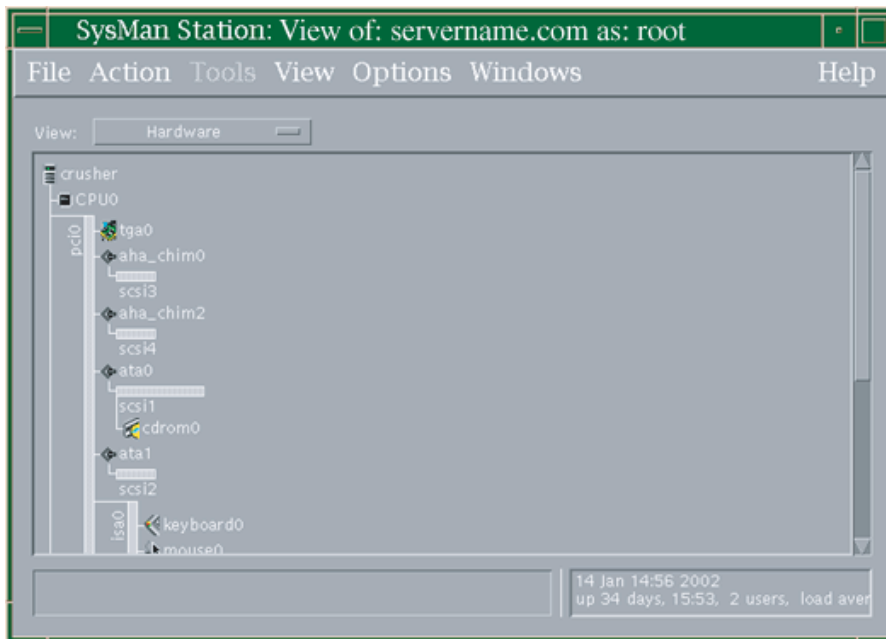 SysMan Station: View of: servername.com as: root
File Action Tools View Options Windows Help
View: Hardware
crusher
CPU0
pci0
tga0
aha_chim0
scsi3
aha_chim2
scsi4
ata0
scsi1
cdrom0
ata1
scsi2
isa0
keyboard0
mouse0
14 Jan 14:56 2002
up 34 days, 15:53, 2 users, load aver